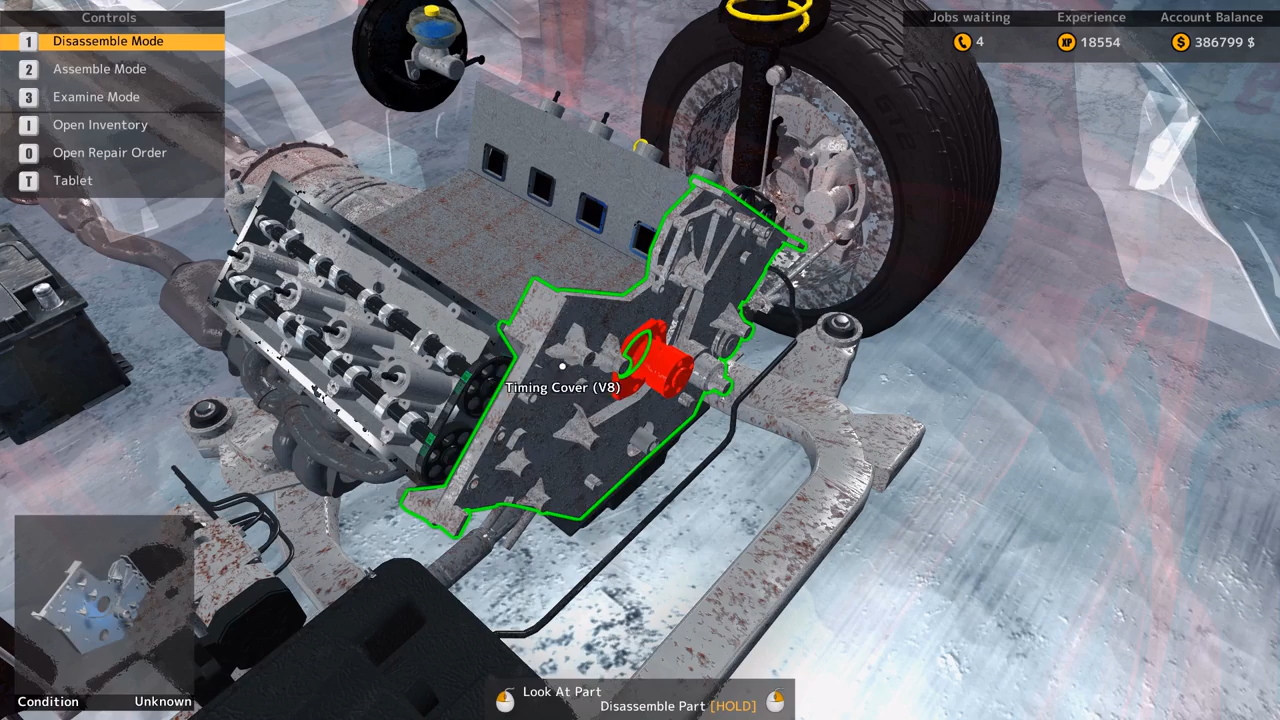 Controls
1 Disassemble Mode
2 Assemble Mode
3 Examine Mode
I Open Inventory
O Open Repair Order
T Tablet
Jobs waiting Experience Account Balance
4 XP 18554 $ 386799 $
Timing Cover (V8)
Condition Unknown
Look At Part
Disassemble Part [HOLD]